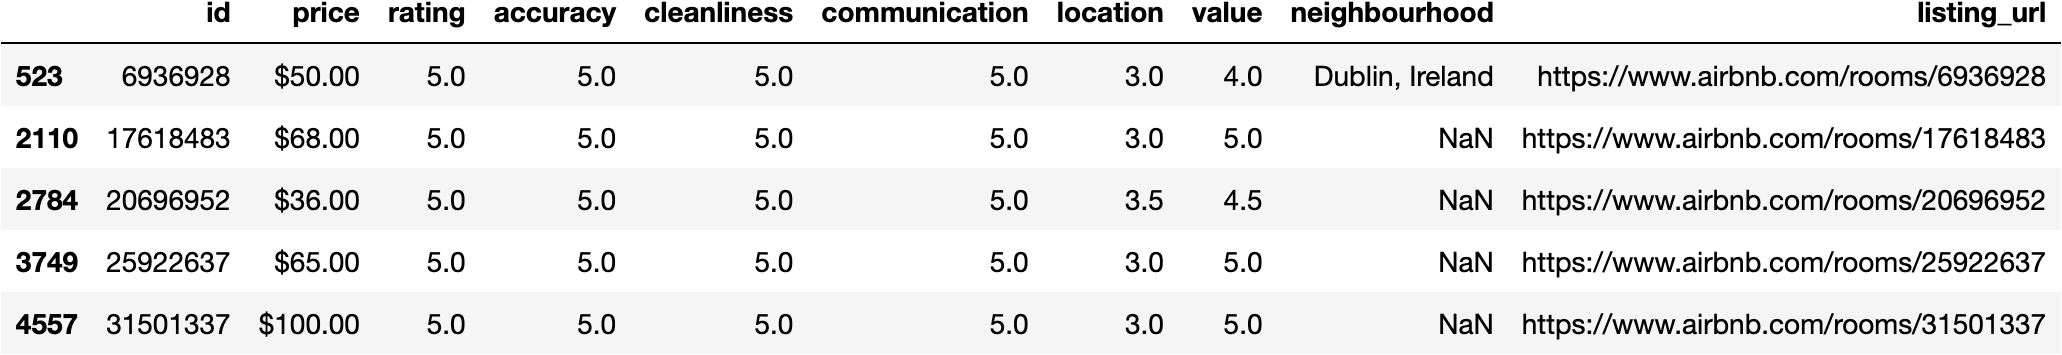 id price rating accuracy cleanliness communication location value neighbourhood listing_url
523 6936928 $50.00 5.0 5.0 5.0 5.0 3.0 4.0 Dublin, Ireland https://www.airbnb.com/rooms/6936928
2110 17618483 $68.00 5.0 5.0 5.0 5.0 3.0 5.0 NaN https://www.airbnb.com/rooms/17618483
2784 20696952 $36.00 5.0 5.0 5.0 5.0 3.5 4.5 NaN https://www.airbnb.com/rooms/20696952
3749 25922637 $65.00 5.0 5.0 5.0 5.0 3.0 5.0 NaN https://www.airbnb.com/rooms/25922637
4557 31501337 $100.00 5.0 5.0 5.0 5.0 3.0 5.0 NaN https://www.airbnb.com/rooms/31501337